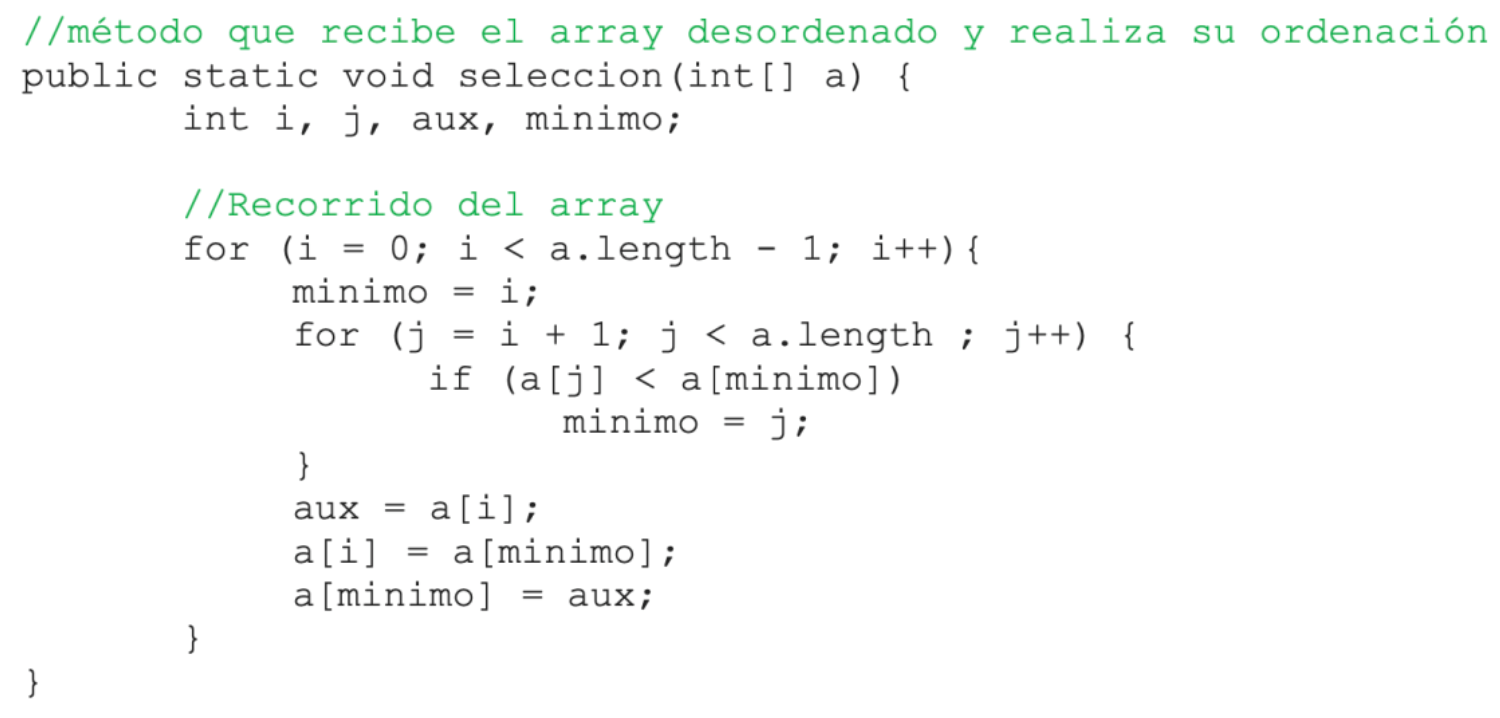 //método que recibe el array desordenado y realiza su ordenación
public static void seleccion(int[] a) {
int i, j, aux, minimo;
//Recorrido del array
for (i = 0; i < a.length - 1; i++){
minimo = i;
for (j = i + 1; j < a.length ; j++) {
if (a[j] < a[minimo])
minimo = j;
}
aux = a[i];
a[i] = a[minimo];
a[minimo] = aux;
}
}